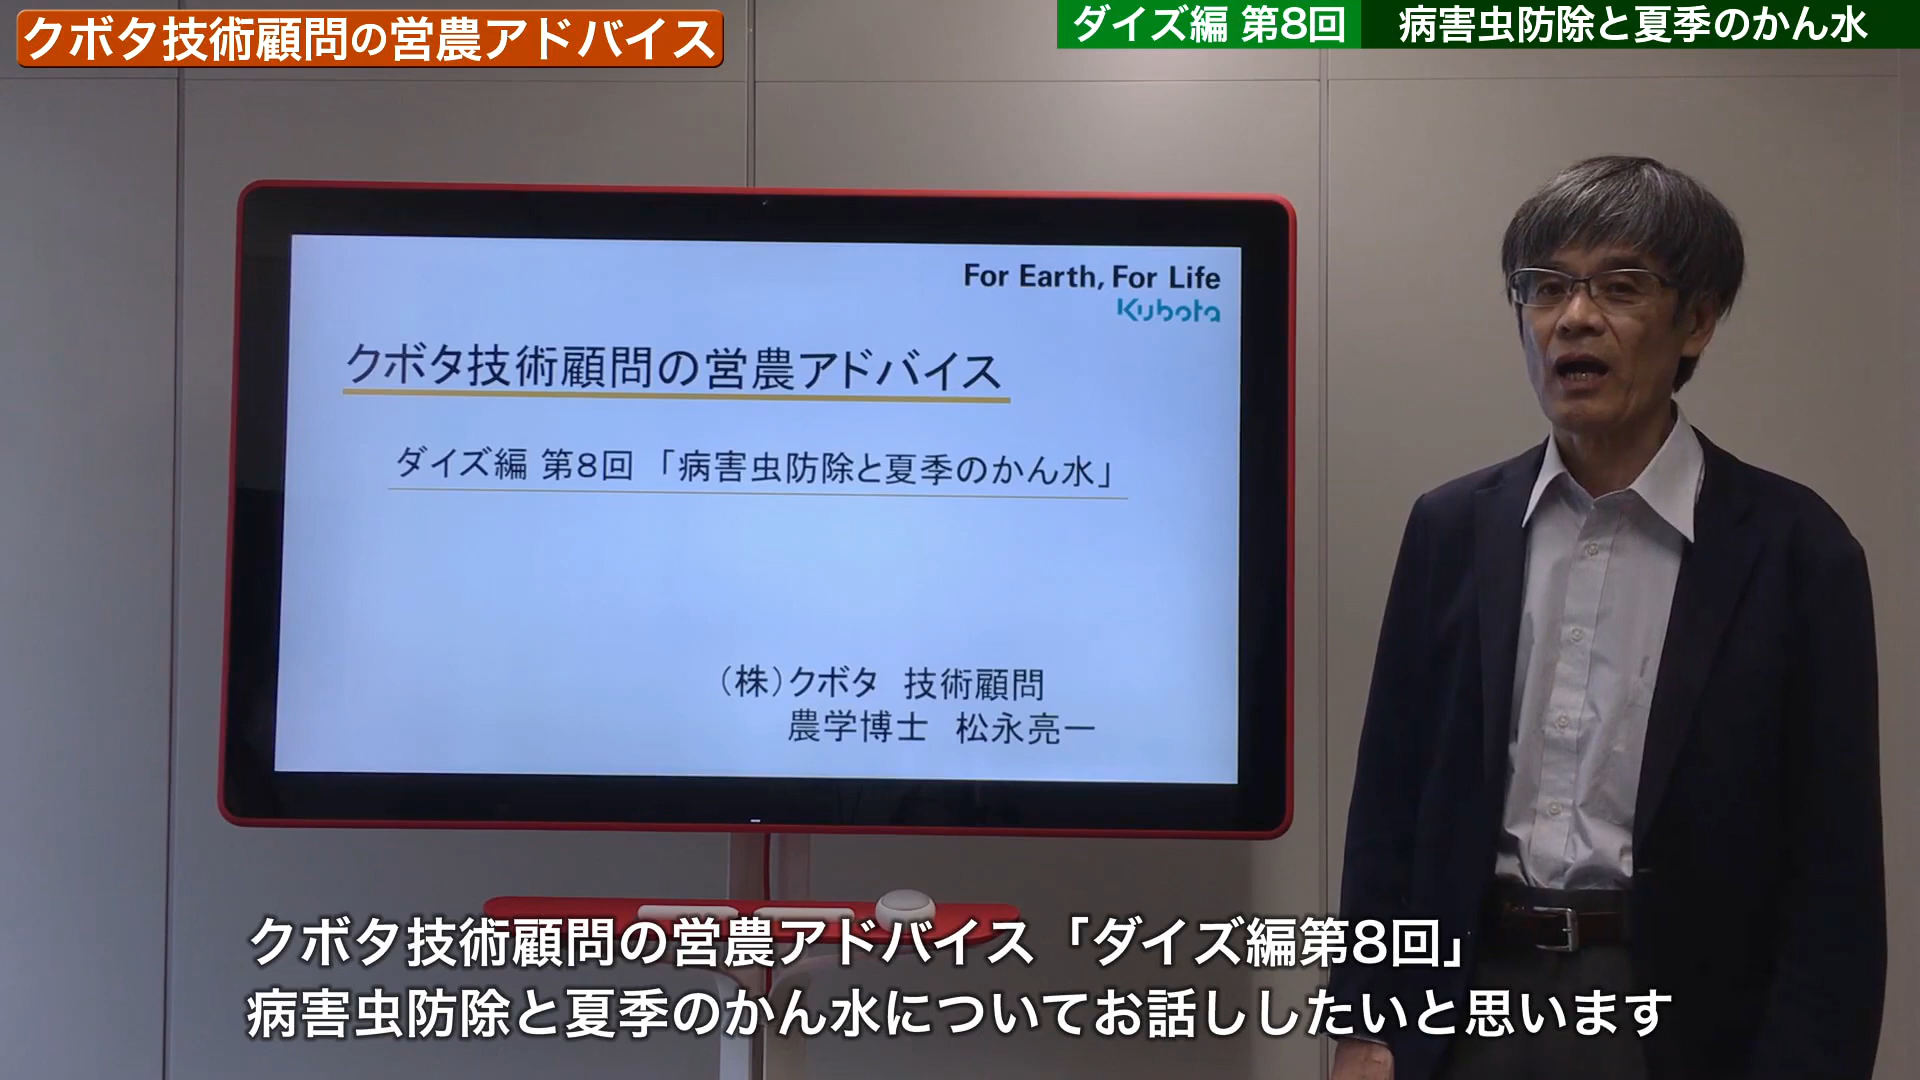 クボタ技術顧問の営農アドバイス
ダイズ編 第8回 病害虫防除と夏季のかん水
For Earth, For Life
Kubota
クボタ技術顧問の営農アドバイス
ダイズ編 第8回 「病害虫防除と夏季のかん水」
（株）クボタ 技術顧問
農学博士 松永亮一
クボタ技術顧問の営農アドバイス「ダイズ編第8回」
病害虫防除と夏季のかん水についてお話ししたいと思います